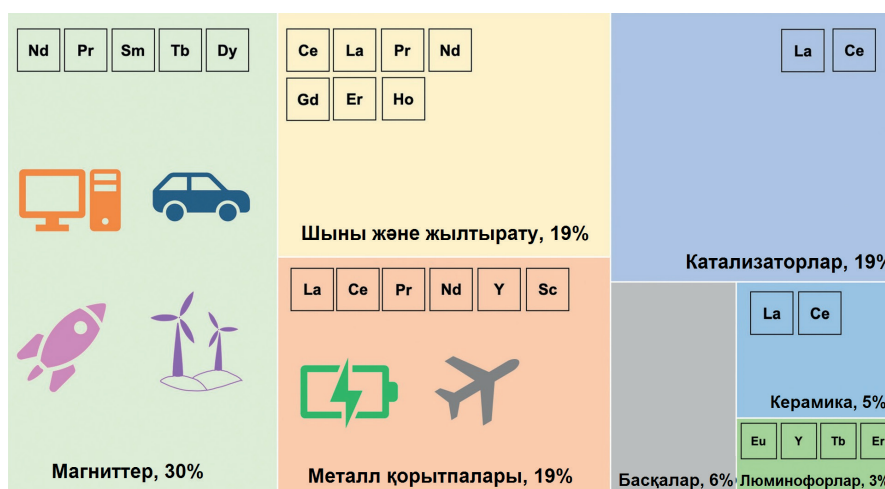 Nd Pr Sm Tb Dy
Магниттер, 30%
Ce La Pr Nd
Gd Er Ho
Шыны және жылтырату, 19%
La Ce Pr Nd Y Sc
Металл қорытпалары, 19%
La Ce
Катализаторлар, 19%
Басқалар, 6%
La Ce
Керамика, 5%
Eu Y Tb Er
Люминофорлар, 3%